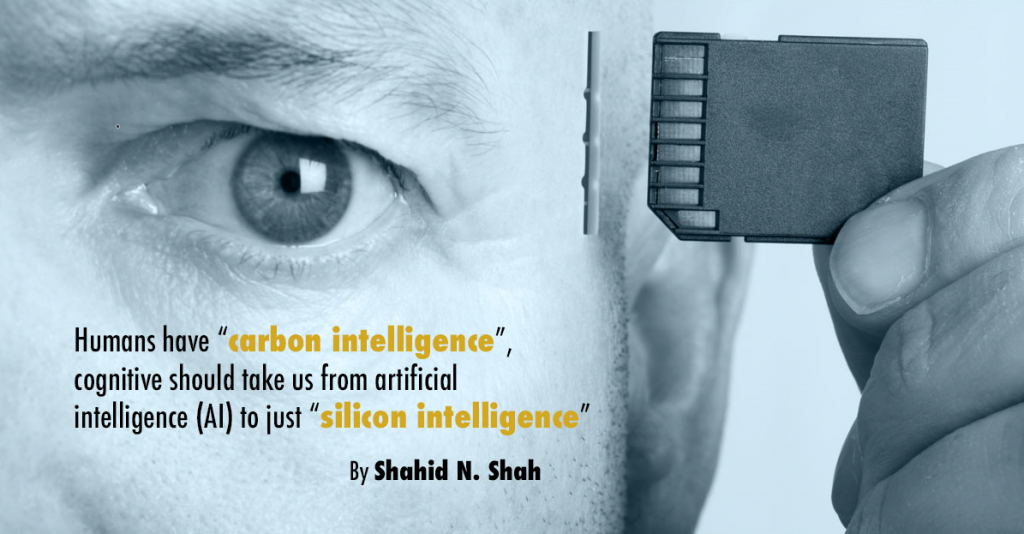 Humans have “carbon intelligence”,
cognitive should take us from artificial
intelligence (AI) to just “silicon intelligence”
By Shahid N. Shah